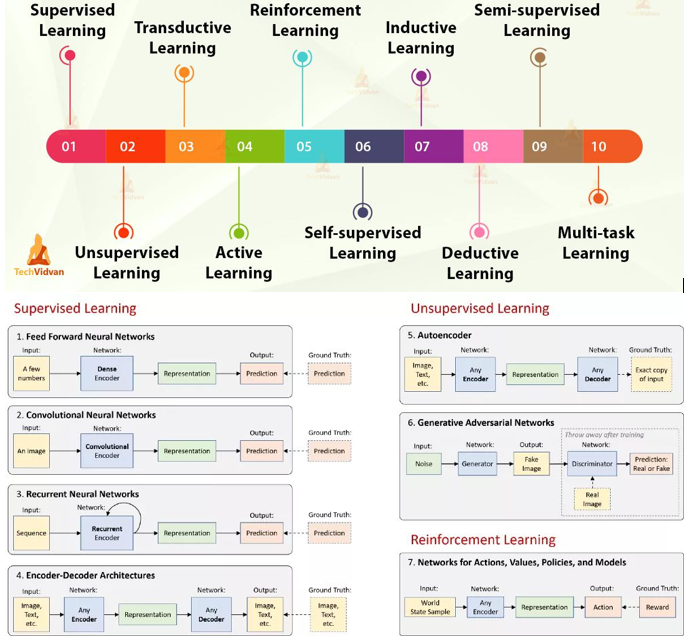 Supervised
Learning
Transductive
Learning
Reinforcement
Learning
Inductive
Learning
Semi-supervised
Learning
01
02
03
04
05
06
07
08
09
10
Unsupervised
Learning
Active
Learning
Self-supervised
Learning
Deductive
Learning
Multi-task
Learning
TechVidvan
Supervised Learning
1. Feed Forward Neural Networks
Input:
Network:
Output:
Ground Truth:
A few
numbers
Dense
Encoder
Representation
Prediction
Prediction
2. Convolutional Neural Networks
Input:
Network:
Output:
Ground Truth:
An Image
Convolutional
Encoder
Representation
Prediction
Prediction
3. Recurrent Neural Networks
Input:
Network:
Output:
Ground Truth:
Sequence
Recurrent
Encoder
Representation
Prediction
Prediction
4. Encoder-Decoder Architectures
Input:
Network:
Network:
Output:
Ground Truth:
Image,
Text,
etc.
Any
Encoder
Representation
Any
Decoder
Image,
Text,
etc.
Image,
Text,
etc.
Unsupervised Learning
5. Autoencoder
Input:
Network:
Network:
Ground Truth:
Image,
Text,
etc.
Any
Encoder
Representation
Any
Decoder
Exact copy
of input
6. Generative Adversarial Networks
Throw away after training
Input:
Network:
Output:
Network:
Noise
Generator
Fake
Image
Discriminator
Prediction:
Real or Fake
Real
Image
Reinforcement Learning
7. Networks for Actions, Values, Policies, and Models
Input:
Network:
Output:
Ground Truth:
World
State Sample
Any
Encoder
Representation
Action
Reward